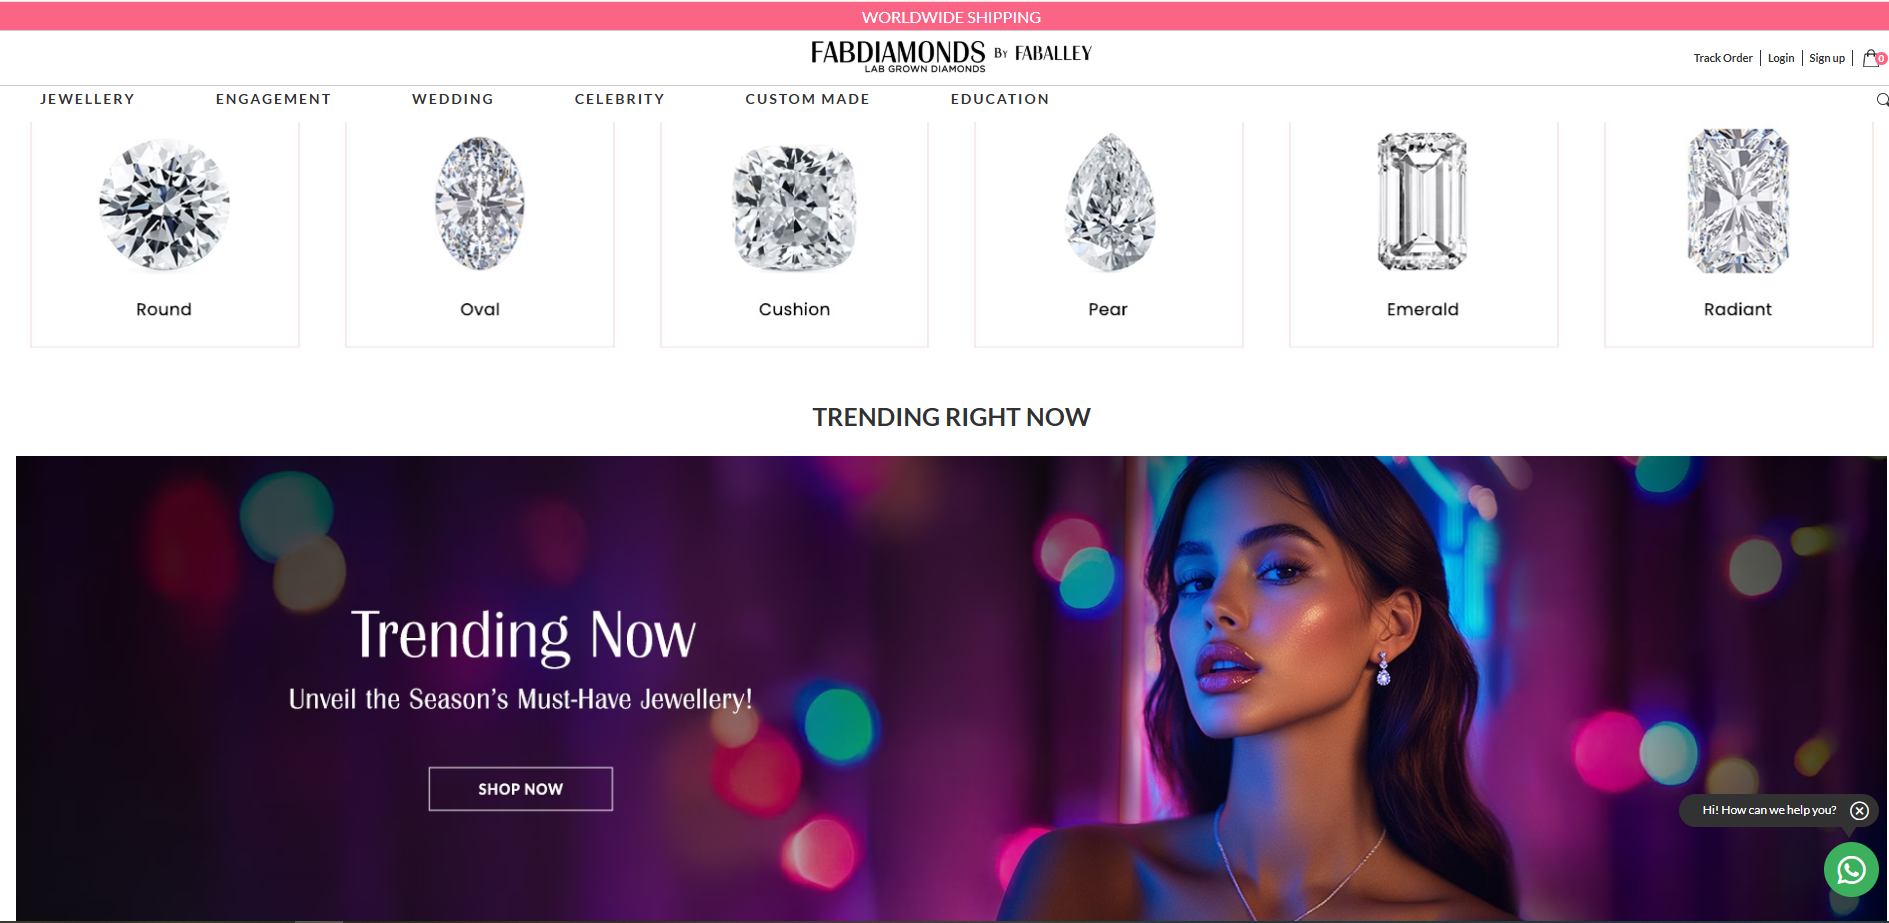 WORLDWIDE SHIPPING
FABDIAMONDS BY FABALLEY
LAB GROWN DIAMONDS
Track Order Login Sign up 0
JEWELLERY ENGAGEMENT WEDDING CELEBRITY CUSTOM MADE EDUCATION
Round Oval Cushion Pear Emerald Radiant
TRENDING RIGHT NOW
Trending Now
Unveil the Season's Must-Have Jewellery!
SHOP NOW
Hi! How can we help you?